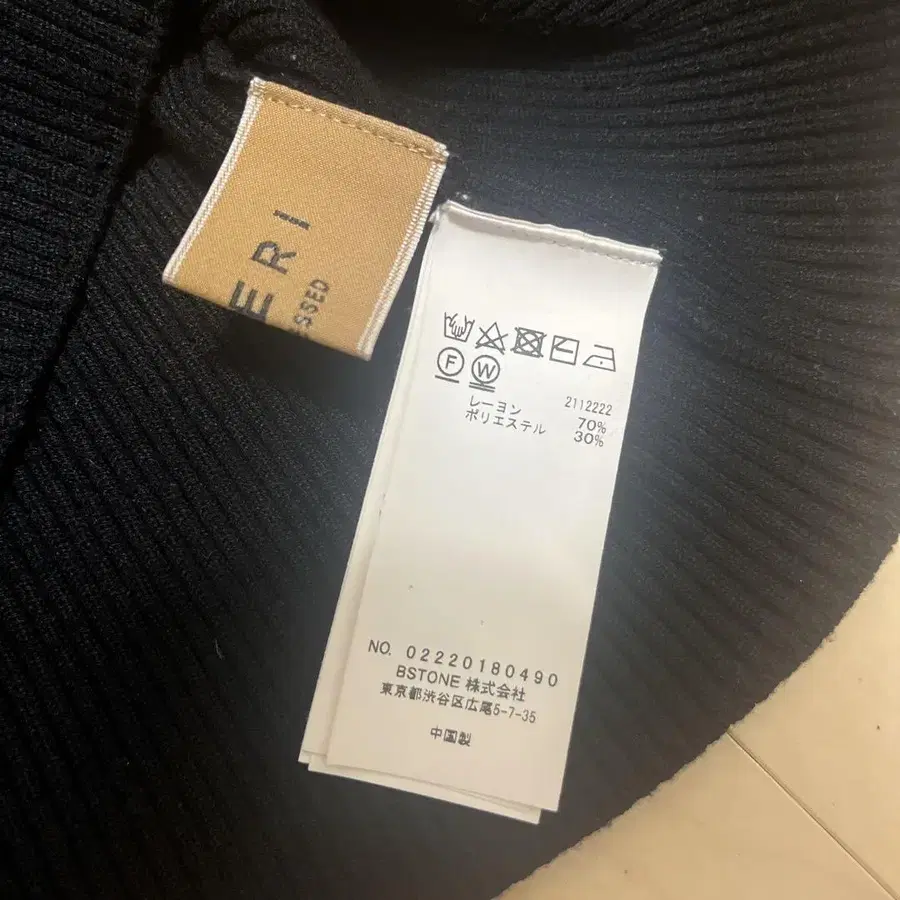 ERI
SSED
F W
レーヨン 2112222
70%
ポリエステル 30%
NO. 02220180490
BSTONE 株式会社
東京都渋谷区広尾5-7-35
中国製